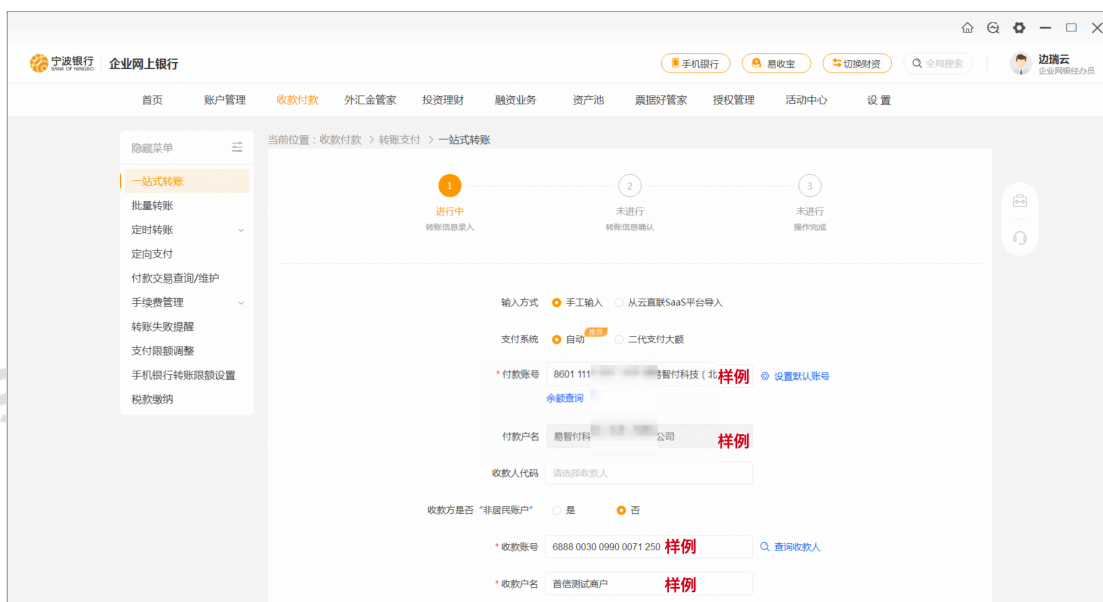 宁波银行 BANK OF NINGBO 企业网上银行 手机银行 易收宝 切换财资 全局搜索 边瑞云
企业网银经办员
首页 账户管理 收款付款 外汇金管家 投资理财 融资业务 资产池 票据好管家 授权管理 活动中心 设置
隐藏菜单
一站式转账
批量转账
定时转账
定向支付
付款交易查询/维护
手续费管理
转账失败提醒
支付限额调整
手机银行转账限额设置
税款缴纳
当前位置：收款付款 > 转账支付 > 一站式转账
1 2 3
进行中 未进行 未进行
转账信息录入 转账信息确认 操作完成
输入方式 手工输入 从云直联SaaS平台导入
支付系统 自动 推荐 二代支付大额
*付款账号 8601 111 易智付科技（北 样例 设置默认账号
余额查询
付款户名 易智付科 公司 样例
收款人代码 请选择收款人
收款方是否“非居民账户” 是 否
*收款账号 6888 0030 0990 0071 250 样例 查询收款人
*收款户名 首信测试商户 样例